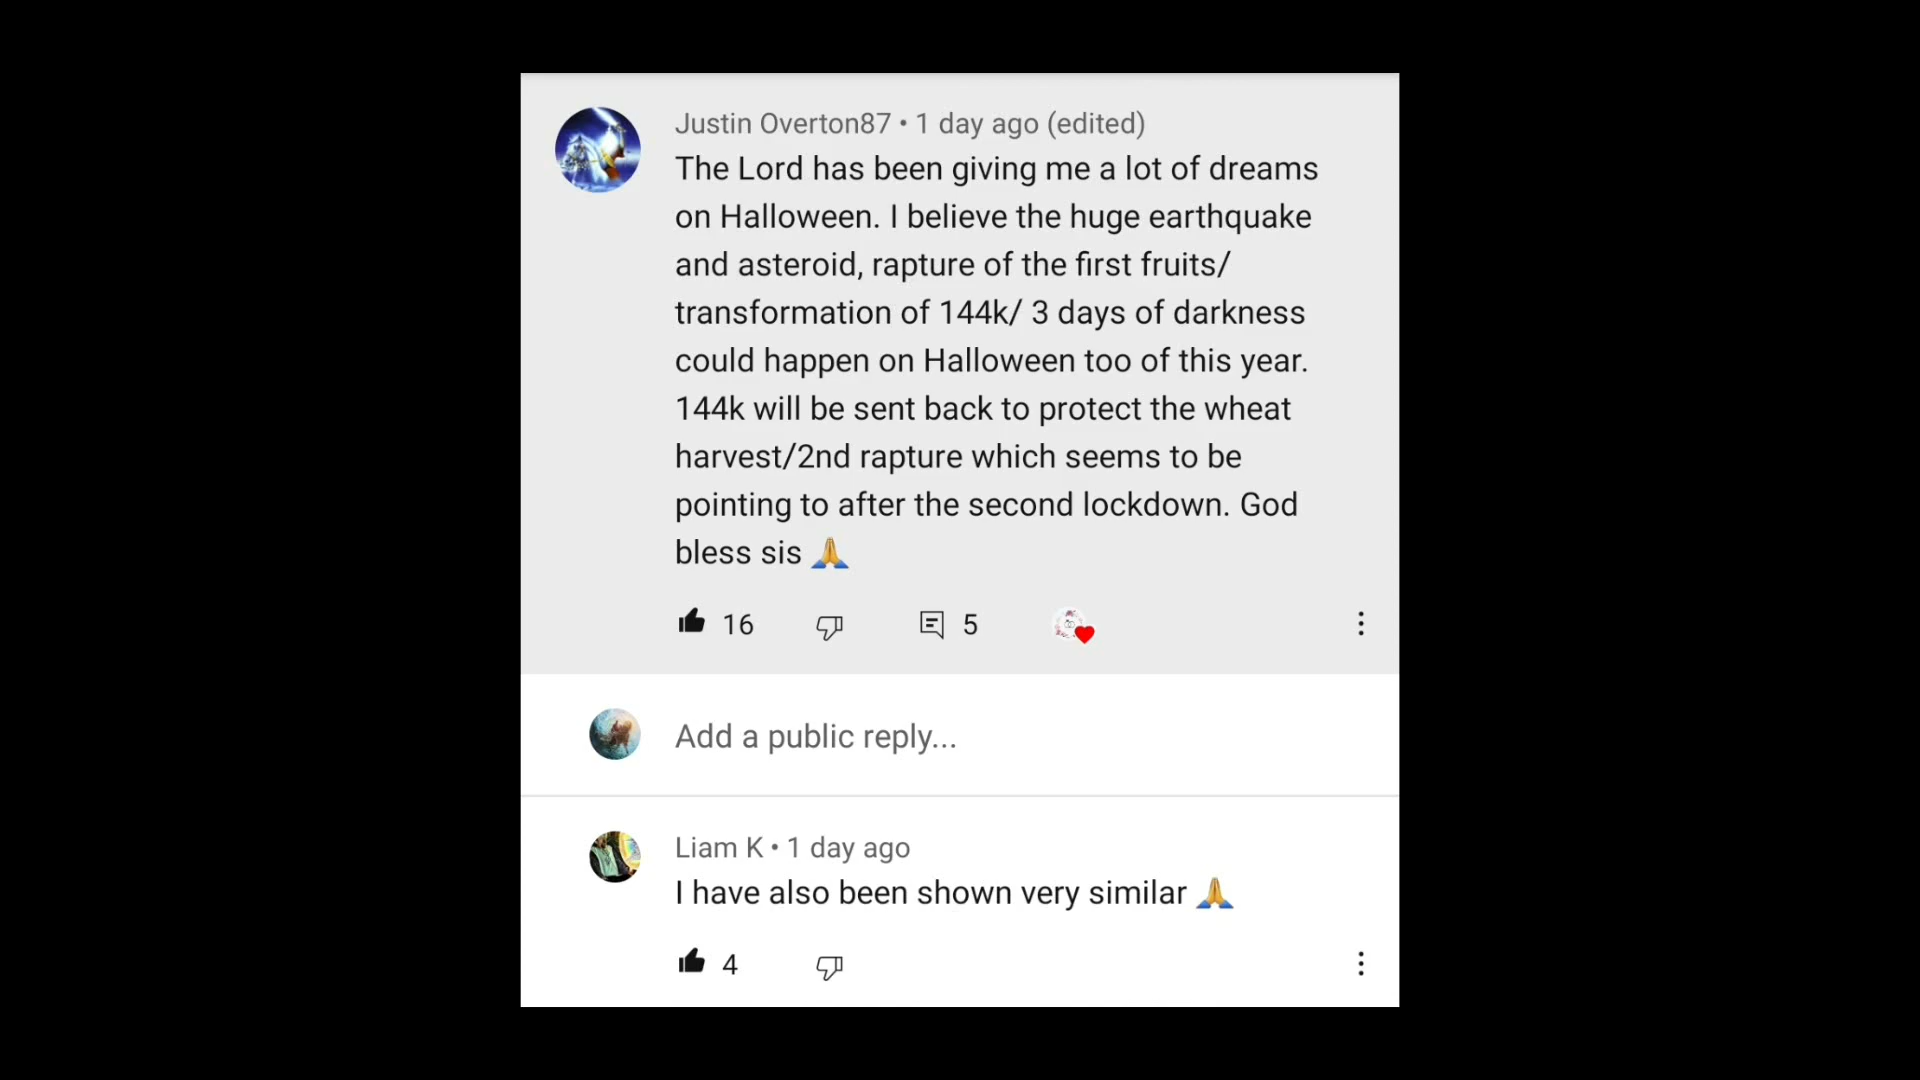 Justin Overton87 • 1 day ago (edited)
The Lord has been giving me a lot of dreams
on Halloween. I believe the huge earthquake
and asteroid, rapture of the first fruits/
transformation of 144k/ 3 days of darkness
could happen on Halloween too of this year.
144k will be sent back to protect the wheat
harvest/2nd rapture which seems to be
pointing to after the second lockdown. God
bless sis 🙏
16 5
Add a public reply...
Liam K • 1 day ago
I have also been shown very similar 🙏
4